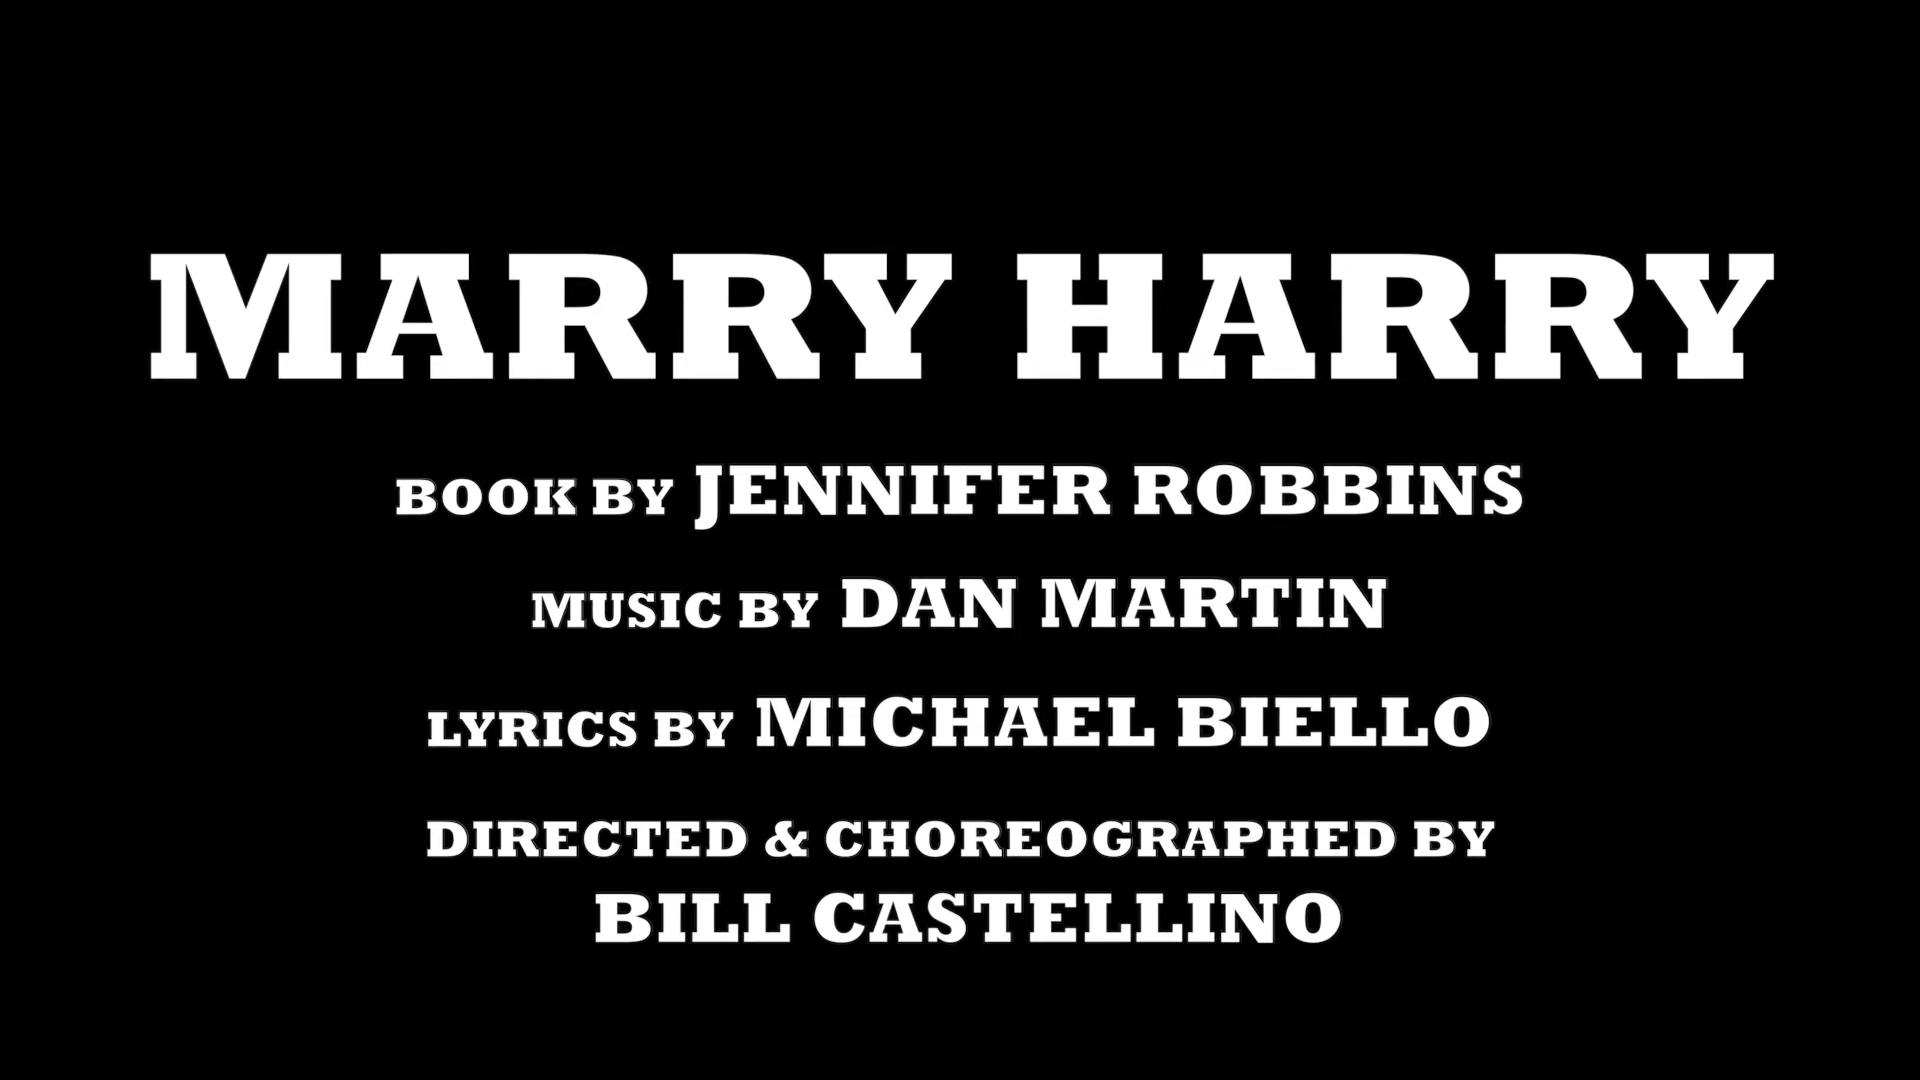 MARRY HARRY
BOOK BY JENNIFER ROBBINS
MUSIC BY DAN MARTIN
LYRICS BY MICHAEL BIELLO
DIRECTED & CHOREOGRAPHED BY
BILL CASTELLINO